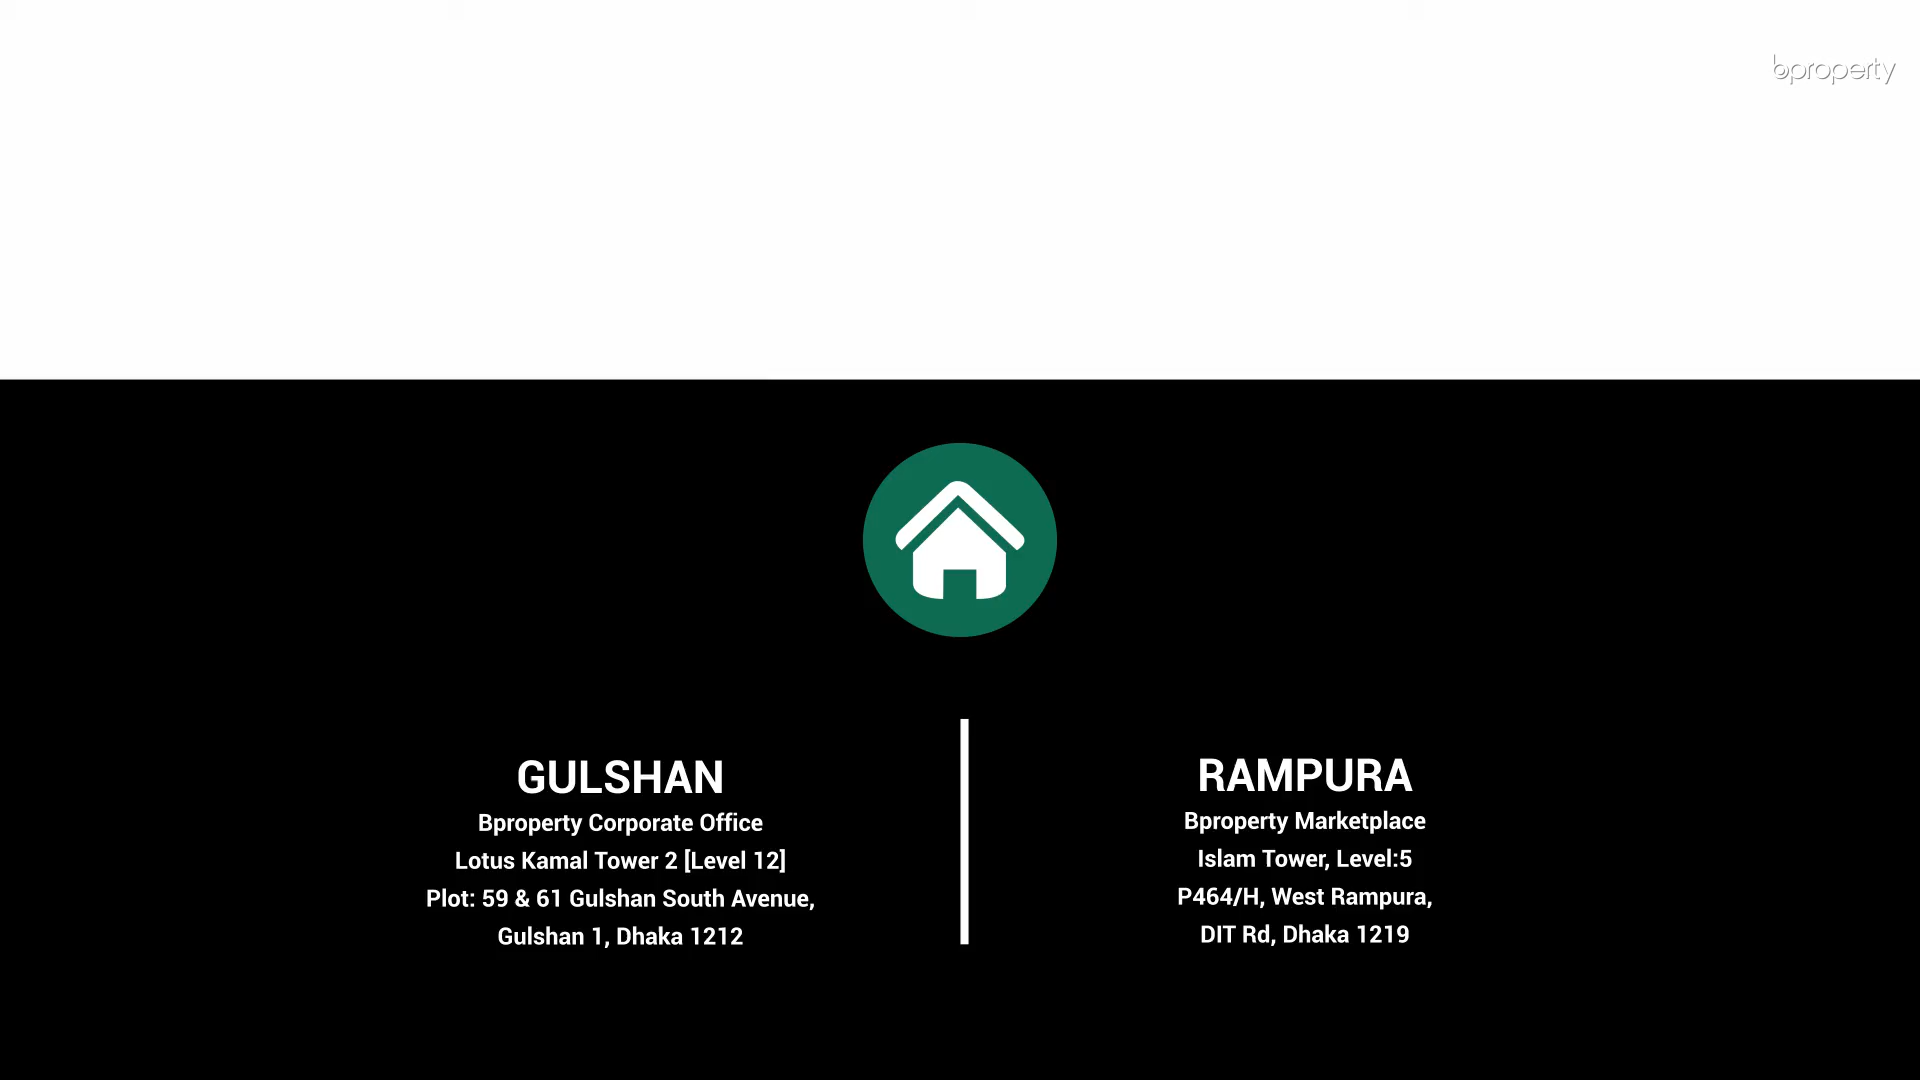 bproperty
GULSHAN
Bproperty Corporate Office
Lotus Kamal Tower 2 [Level 12]
Plot: 59 & 61 Gulshan South Avenue,
Gulshan 1, Dhaka 1212
RAMPURA
Bproperty Marketplace
Islam Tower, Level:5
P464/H, West Rampura,
DIT Rd, Dhaka 1219